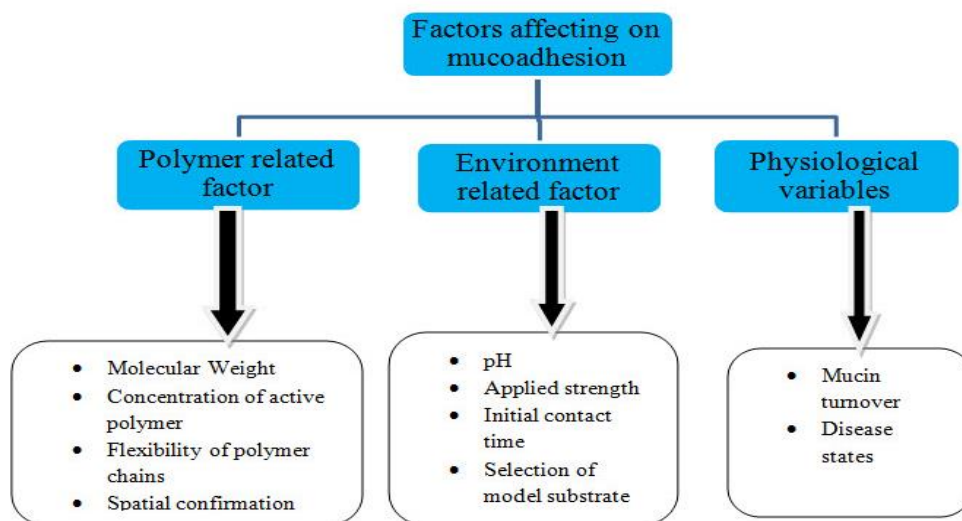 Factors affecting on
mucoadhesion
Polymer related
factor
Environment
related factor
Physiological
variables
• Molecular Weight
• Concentration of active
polymer
• Flexibility of polymer
chains
• Spatial confirmation
• pH
• Applied strength
• Initial contact
time
• Selection of
model substrate
• Mucin
turnover
• Disease
states